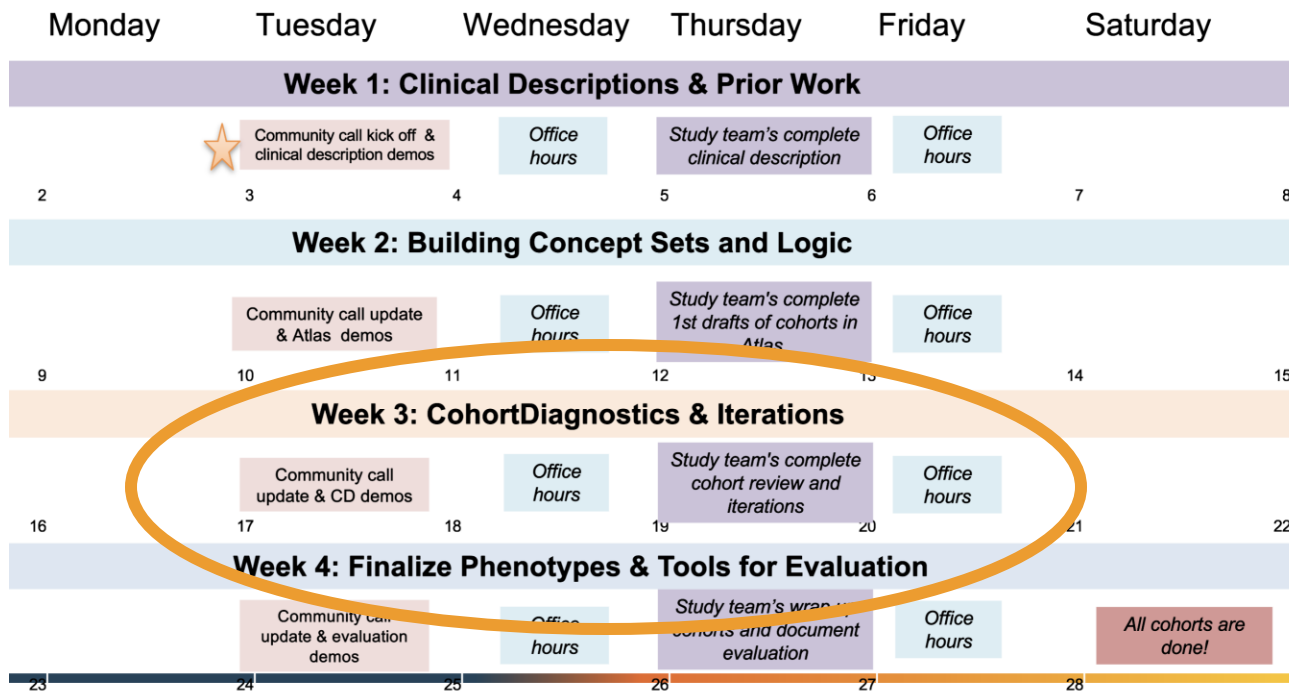 Monday Tuesday Wednesday Thursday Friday Saturday
Week 1: Clinical Descriptions & Prior Work
Community call kick off &
clinical description demos
Office
hours
Study team's complete
clinical description
Office
hours
2 3 4 5 6 7 8
Week 2: Building Concept Sets and Logic
Community call update
& Atlas demos
Office
hours
Study team's complete
1st drafts of cohorts in
Atlas
Office
hours
9 10 11 12 13 14 15
Week 3: CohortDiagnostics & Iterations
Community call
update & CD demos
Office
hours
Study team's complete
cohort review and
iterations
Office
hours
16 17 18 19 20 21 22
Week 4: Finalize Phenotypes & Tools for Evaluation
Community call
update & evaluation
demos
Office
hours
Study team's wrap up
cohorts and document
evaluation
Office
hours
All cohorts are
done!
23 24 25 26 27 28